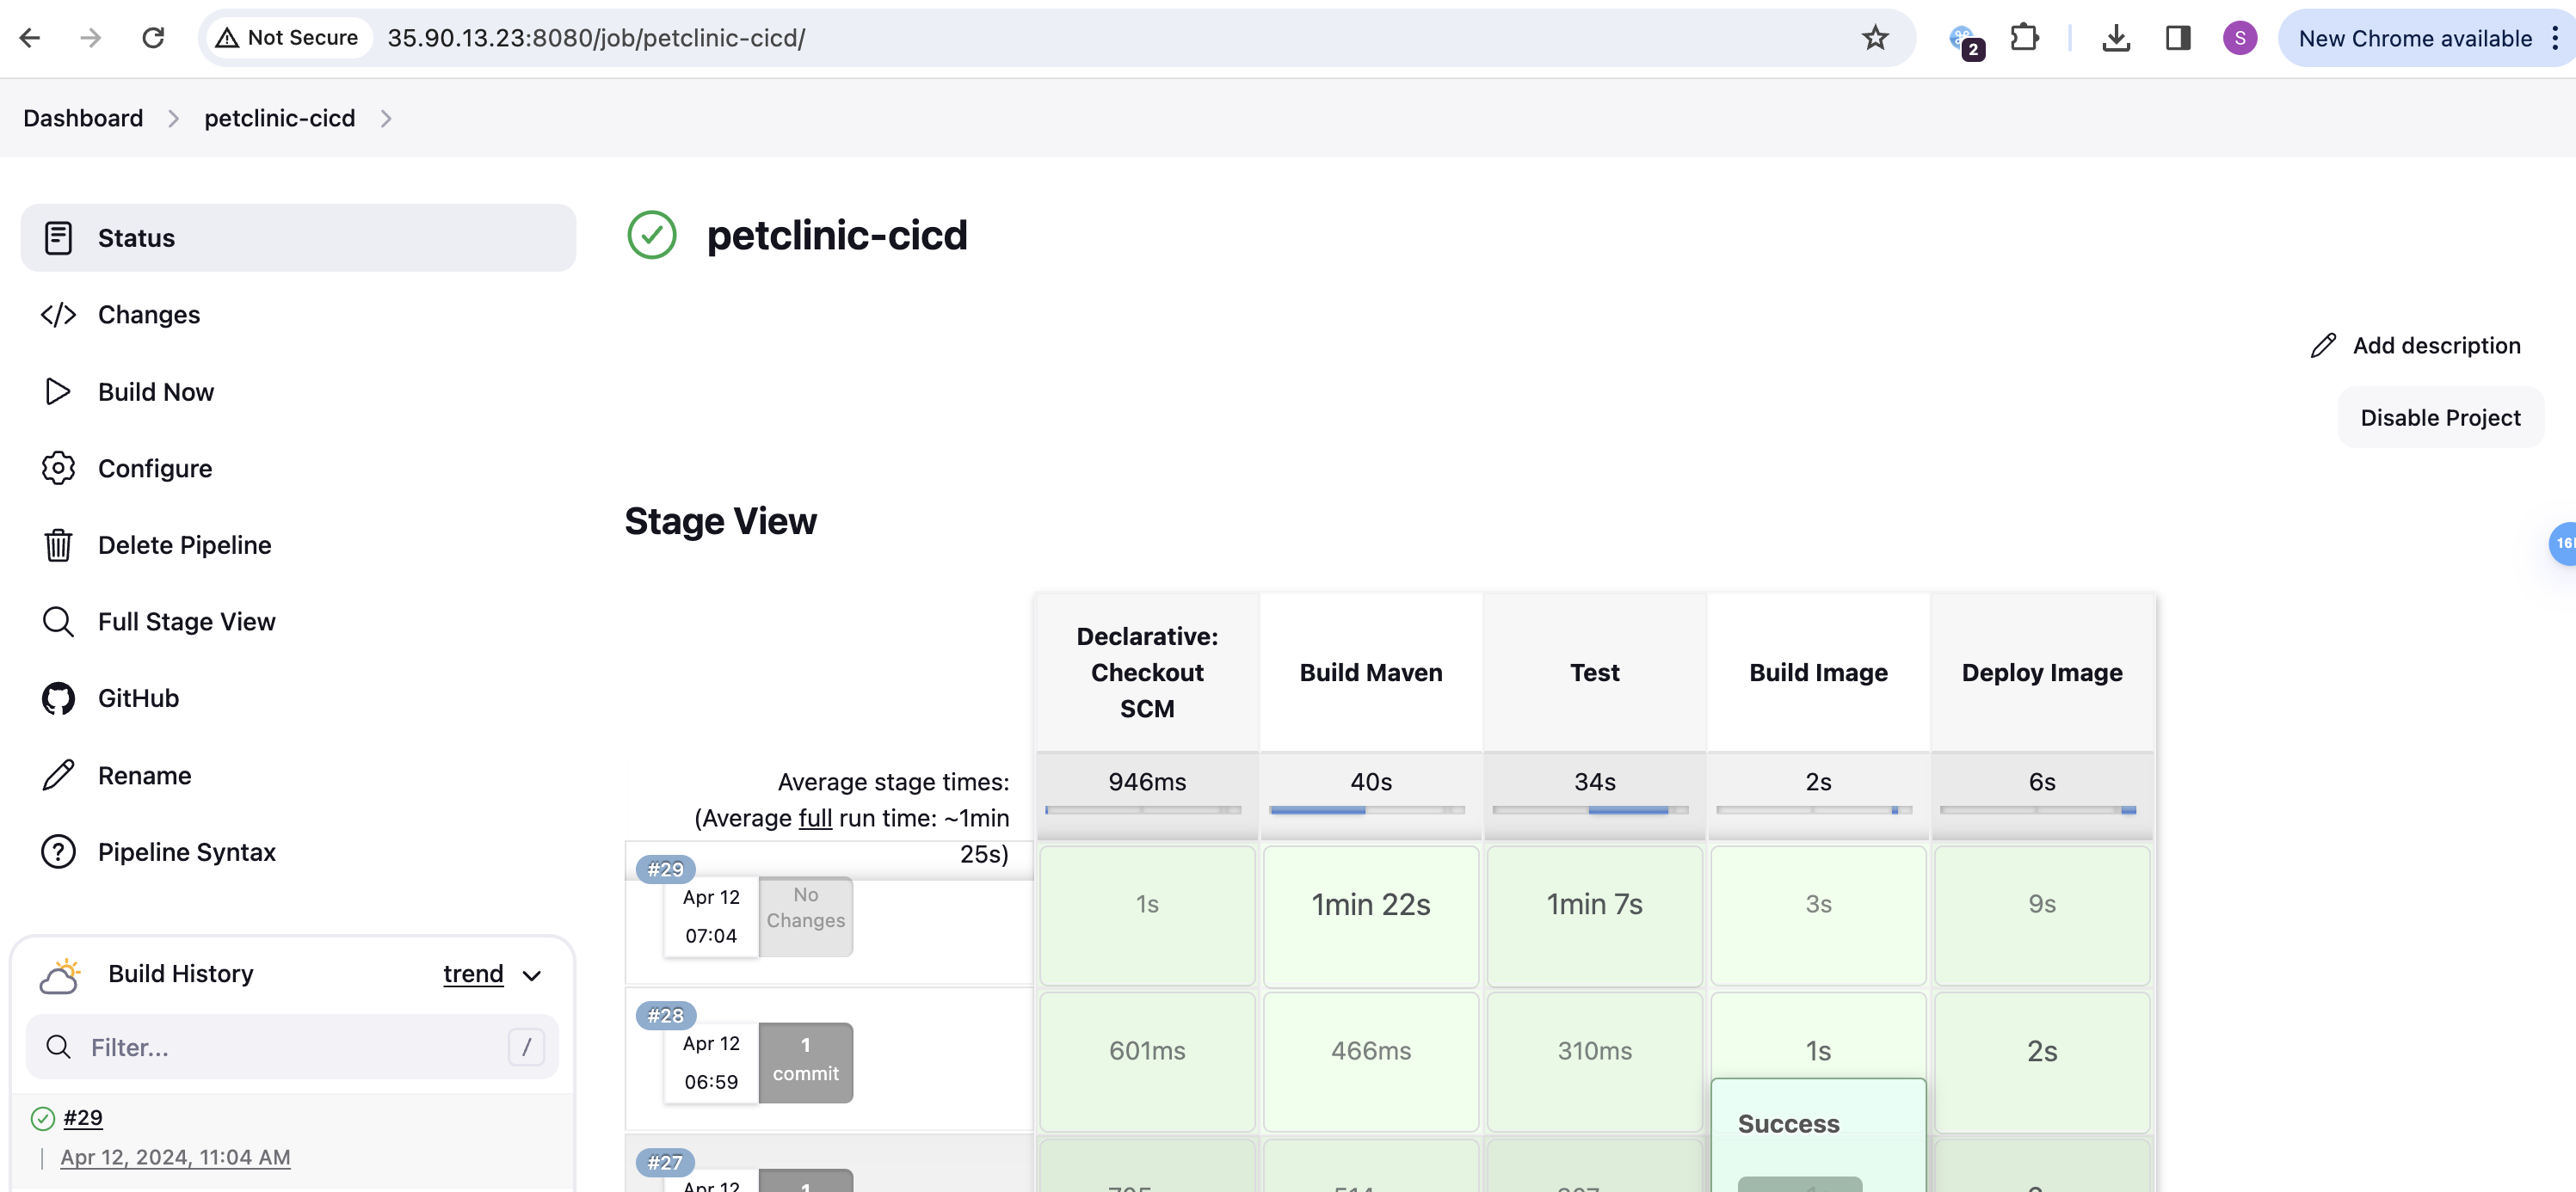 Not Secure 35.90.13.23:8080/job/petclinic-cicd/ 2 S New Chrome available
Dashboard petclinic-cicd
Status
Changes
Build Now
Configure
Delete Pipeline
Full Stage View
GitHub
Rename
Pipeline Syntax
Build History trend
Filter... /
#29
Apr 12, 2024, 11:04 AM
petclinic-cicd
Add description
Disable Project
Stage View
Declarative:
Checkout
SCM
Build Maven
Test
Build Image
Deploy Image
Average stage times:
(Average full run time: ~1min
25s)
946ms 40s 34s 2s 6s
#29
Apr 12
07:04
No
Changes
1s 1min 22s 1min 7s 3s 9s
#28
Apr 12
06:59
1
commit
601ms 466ms 310ms 1s 2s
Success
#27
Apr 12
1